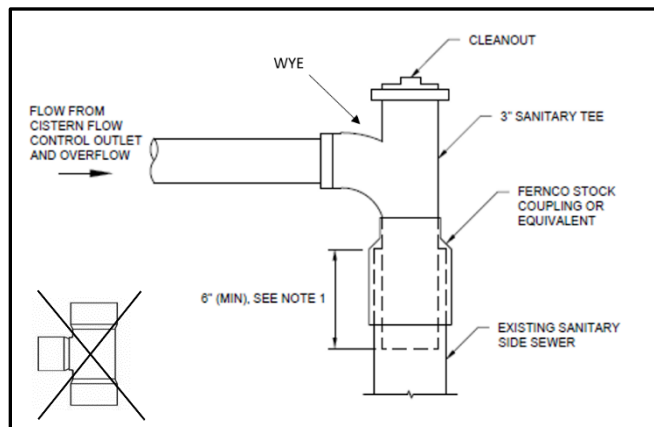 CLEANOUT
WYE
FLOW FROM
CISTERN FLOW
CONTROL OUTLET
AND OVERFLOW
3" SANITARY TEE
FERNCO STOCK
COUPLING OR
EQUIVALENT
6" (MIN), SEE NOTE 1
EXISTING SANITARY
SIDE SEWER